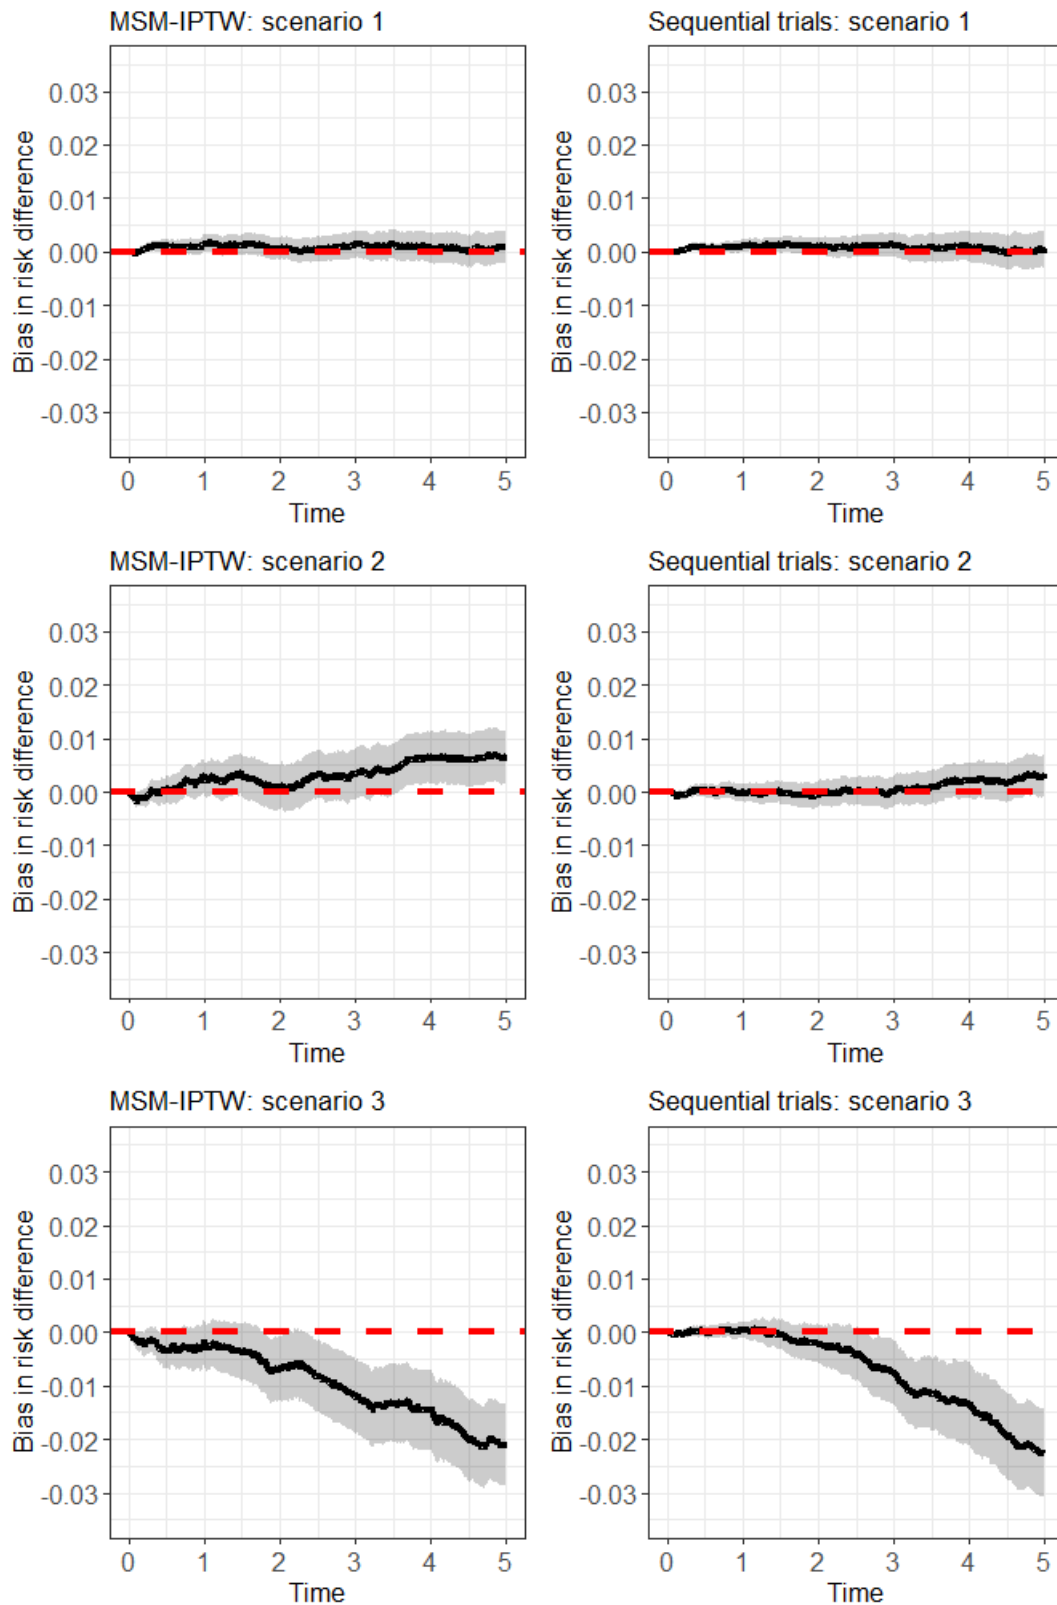 MSM-IPTW: scenario 1
Bias in risk difference
0.03
0.02
0.01
0.00
-0.01
-0.02
-0.03
0 1 2 3 4 5
Time
Sequential trials: scenario 1
Bias in risk difference
0.03
0.02
0.01
0.00
-0.01
-0.02
-0.03
0 1 2 3 4 5
Time
MSM-IPTW: scenario 2
Bias in risk difference
0.03
0.02
0.01
0.00
-0.01
-0.02
-0.03
0 1 2 3 4 5
Time
Sequential trials: scenario 2
Bias in risk difference
0.03
0.02
0.01
0.00
-0.01
-0.02
-0.03
0 1 2 3 4 5
Time
MSM-IPTW: scenario 3
Bias in risk difference
0.03
0.02
0.01
0.00
-0.01
-0.02
-0.03
0 1 2 3 4 5
Time
Sequential trials: scenario 3
Bias in risk difference
0.03
0.02
0.01
0.00
-0.01
-0.02
-0.03
0 1 2 3 4 5
Time